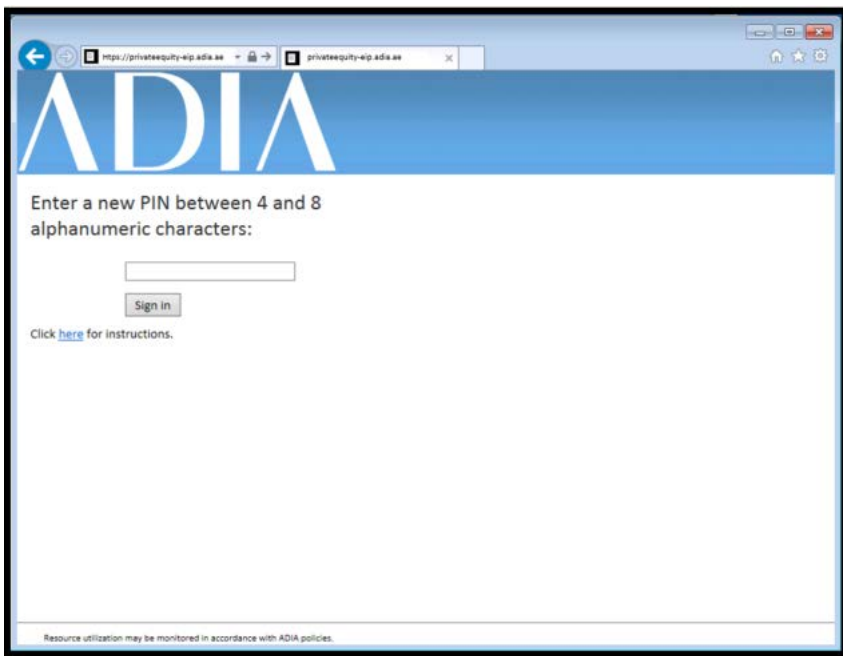 https://privateequity-eip.adia.ae
privateequity-eip.adia.ae
ADIA
Enter a new PIN between 4 and 8
alphanumeric characters:
Sign in
Click here for instructions.
Resource utilization may be monitored in accordance with ADIA policies.